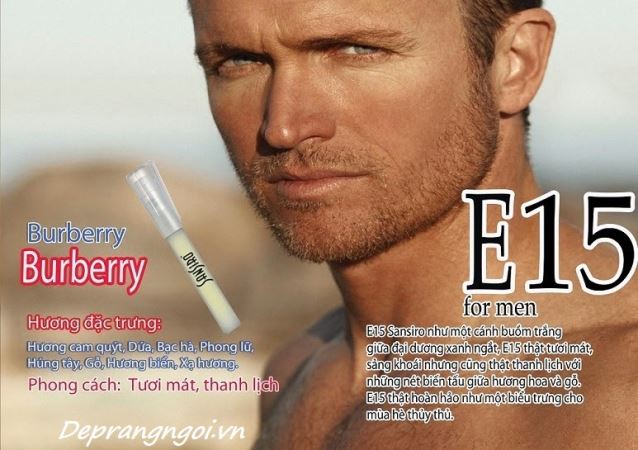 Burberry
Burberry
SANSIRO
Hương đặc trưng:
Hương cam quýt, Dứa, Bạc hà, Phong lữ,
Húng tây, Gỗ, Hương biển, Xạ hương.
Phong cách: Tươi mát, thanh lịch
Deprangngoi.vn
E15
for men
E15 Sansiro như một cánh buồm trắng
giữa đại dương xanh ngắt, E15 thật tươi mát,
sảng khoái nhưng cũng thật thanh lịch với
những nét biến tấu giữa hương hoa và gỗ.
E15 thật hoàn hảo như một biểu trưng cho
mùa hè thủy thủ.